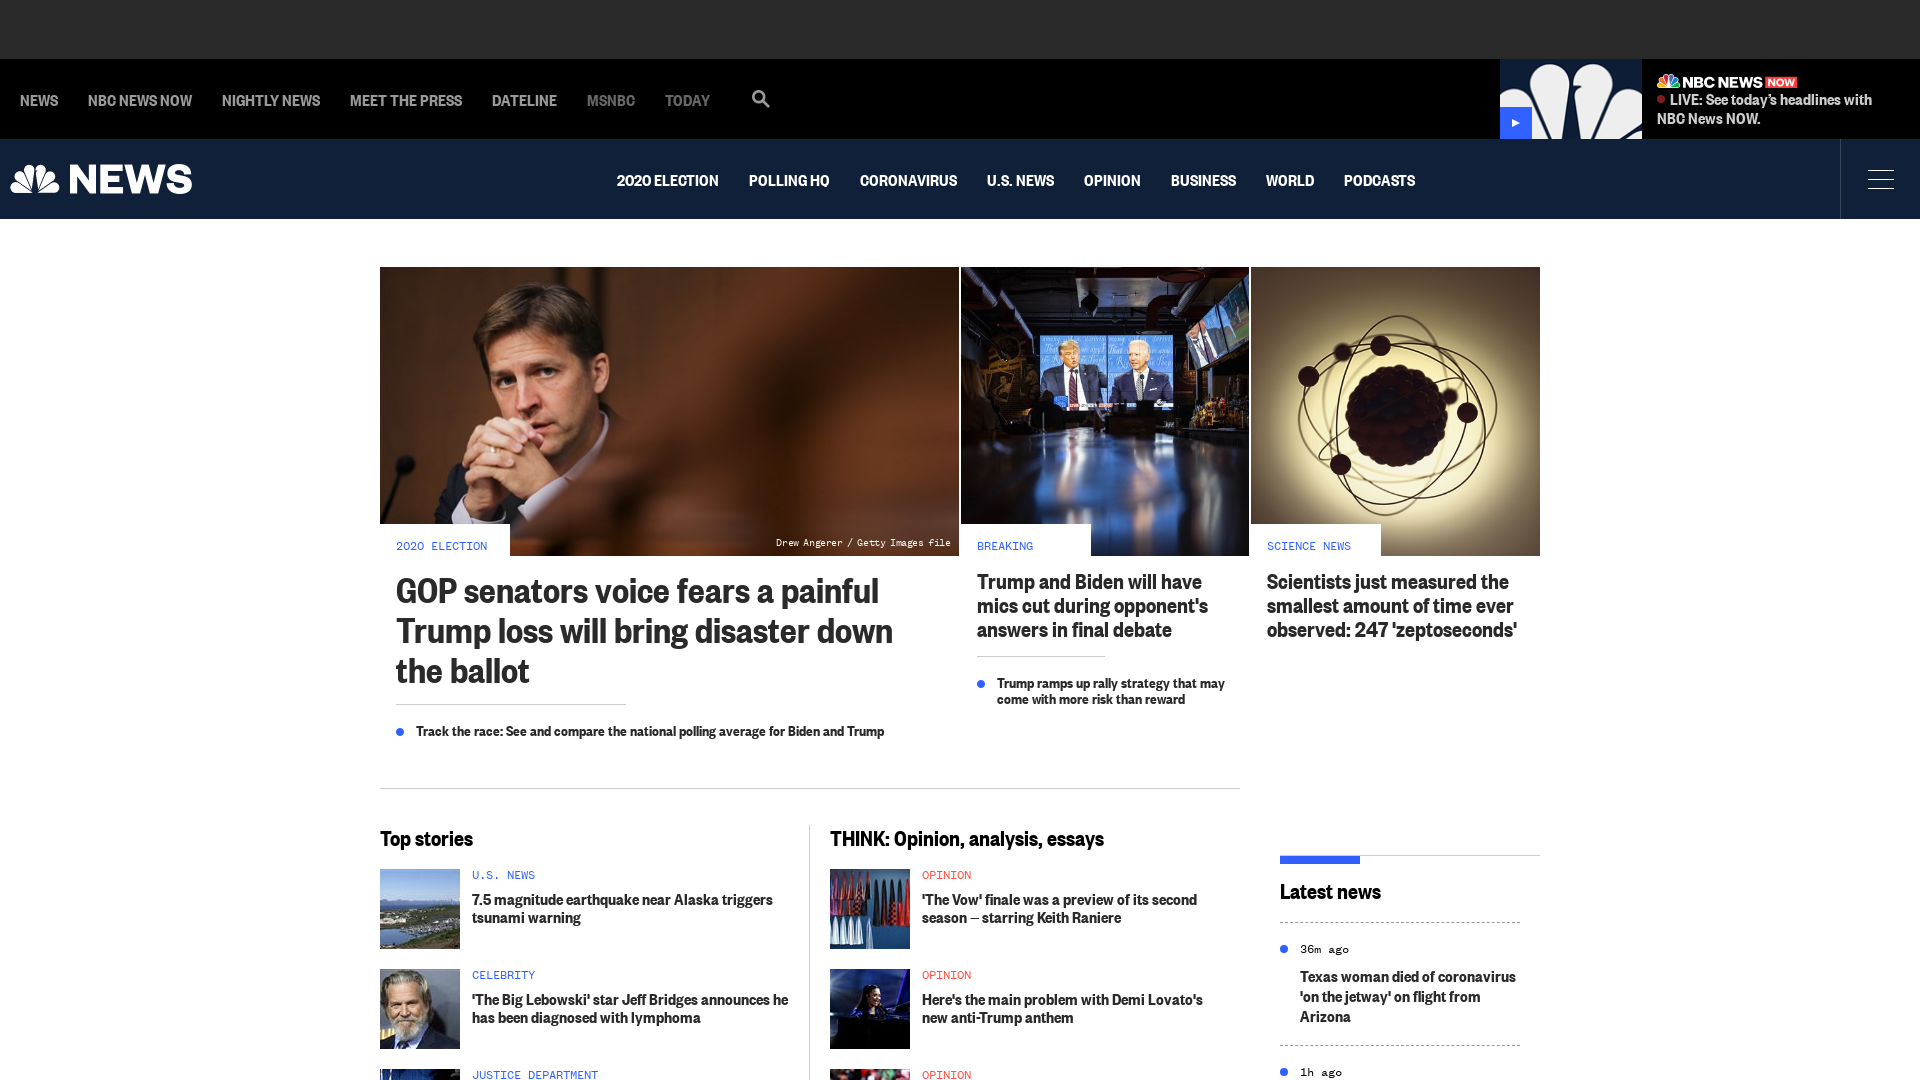 NEWS
NBC NEWS NOW
NIGHTLY NEWS
MEET THE PRESS
DATELINE
MSNBC
TODAY
NBC NEWS NOW
LIVE: See today's headlines with
NBC News NOW.
NEWS
2020 ELECTION
POLLING HQ
CORONAVIRUS
U.S. NEWS
OPINION
BUSINESS
WORLD
PODCASTS
Drew Angerer / Getty Images file
2020 ELECTION
GOP senators voice fears a painful
Trump loss will bring disaster down
the ballot
Track the race: See and compare the national polling average for Biden and Trump
BREAKING
Trump and Biden will have
mics cut during opponent's
answers in final debate
Trump ramps up rally strategy that may
come with more risk than reward
SCIENCE NEWS
Scientists just measured the
smallest amount of time ever
observed: 247 'zeptoseconds'
Top stories
U.S. NEWS
7.5 magnitude earthquake near Alaska triggers
tsunami warning
CELEBRITY
'The Big Lebowski' star Jeff Bridges announces he
has been diagnosed with lymphoma
JUSTICE DEPARTMENT
THINK: Opinion, analysis, essays
OPINION
'The Vow' finale was a preview of its second
season — starring Keith Raniere
OPINION
Here's the main problem with Demi Lovato's
new anti-Trump anthem
OPINION
Latest news
36m ago
Texas woman died of coronavirus
'on the jetway' on flight from
Arizona
1h ago